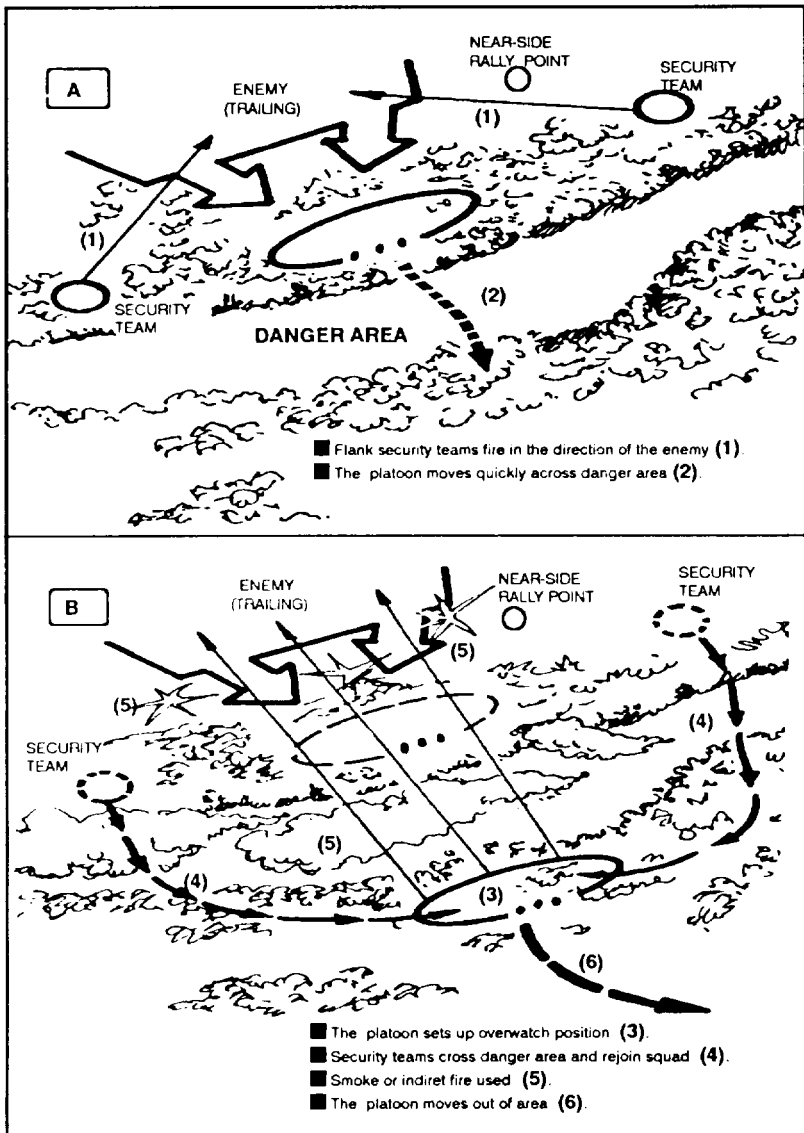 A
NEAR-SIDE
RALLY POINT
SECURITY
TEAM
ENEMY
(TRAILING)
(1)
(1)
SECURITY
TEAM
(2)
DANGER AREA
Flank security teams fire in the direction of the enemy (1).
The platoon moves quickly across danger area (2).
B
ENEMY
(TRAILING)
NEAR-SIDE
RALLY POINT
SECURITY
TEAM
(5)
(5)
(4)
SECURITY
TEAM
(5)
(4)
(3)
(6)
The platoon sets up overwatch position (3).
Security teams cross danger area and rejoin squad (4).
Smoke or indiret fire used (5).
The platoon moves out of area (6).